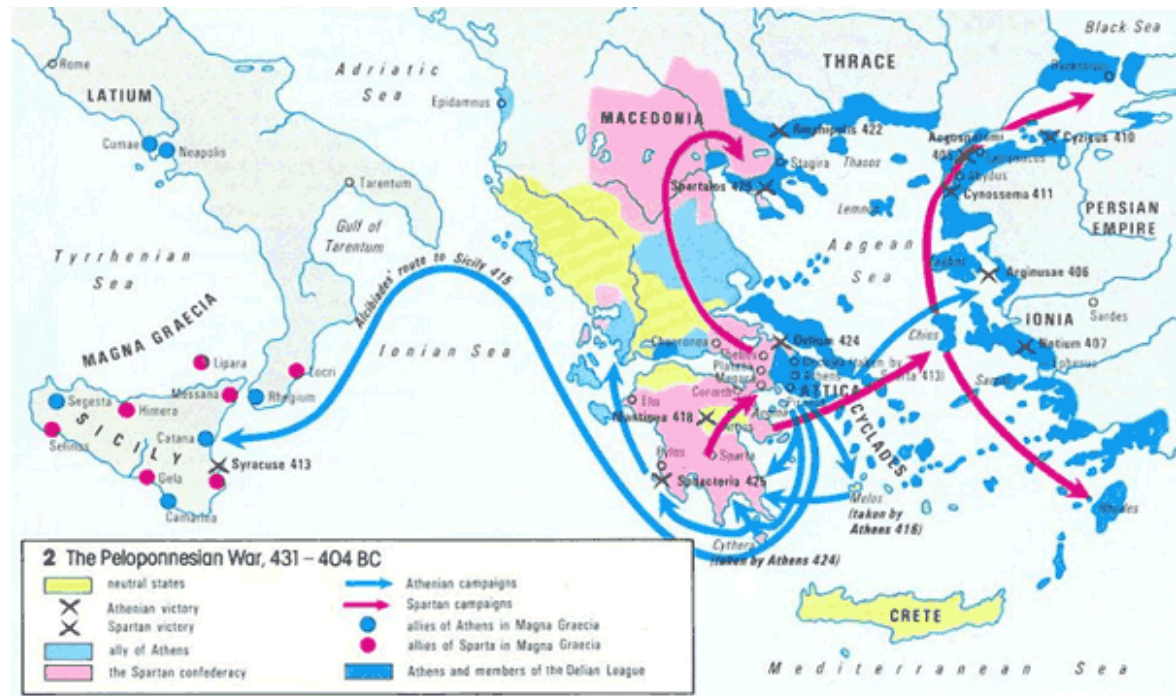 Black Sea
Rome
Adriatic
Sea
THRACE
Byzantium
LATIUM
Epidamnus
MACEDONIA
Amphipolis 422
Aegospotami
405
Cyzicus 410
Cumae
Neapolis
Stagira
Thasos
Lampsacus
Abydus
Tarentum
Spartalos 425
Cynossema 411
Gulf of
Tarentum
Lemnos
PERSIAN
EMPIRE
Tyrrhenian
Sea
Aegean
Sea
Lesbos
Arginusae 406
Alcibiades' route to Sicily 415
MAGNA GRAECIA
Ionian Sea
Sardes
IONIA
Chios
Notium 407
Ephesus
Delium 424
Chaeronea
Thebes
Plataea
Megara
Corinth
Decelea (taken by
Sparta 413)
Athens
ATTICA
Lipara
Locri
Messana
Rhegium
Segesta
Himera
SICILY
Selinus
Catana
Syracuse 413
Gela
Camarina
Elis
Mantinea 418
Argos
Samos
CYCLADES
Pylos
Sparta
Sphacteria 425
Melos
(taken by
Athens 416)
Rhodes
Cythera
(taken by Athens 424)
CRETE
Mediterranean Sea
2 The Peloponnesian War, 431 – 404 BC
neutral states
Athenian victory
Spartan victory
ally of Athens
the Spartan confederacy
Athenian campaigns
Spartan campaigns
allies of Athens in Magna Graecia
allies of Sparta in Magna Graecia
Athens and members of the Delian League